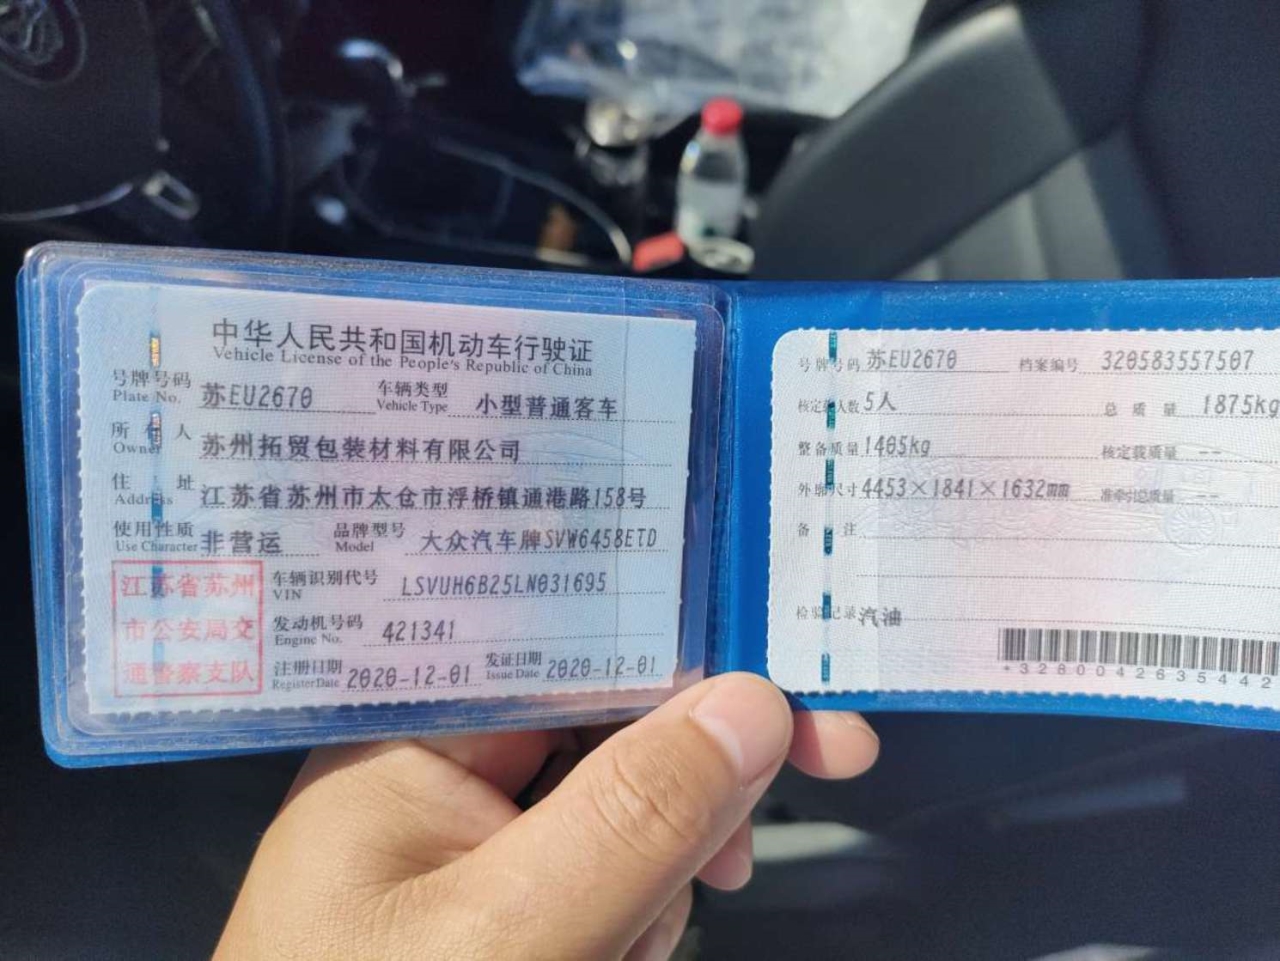 中华人民共和国机动车行驶证
Vehicle License of the People's Republic of China
号牌号码 苏EU2670 车辆类型 小型普通客车
Plate No. Vehicle Type
所有人 苏州拓贸包装材料有限公司
Owner
住址 江苏省苏州市太仓市浮桥镇通港路158号
Address
使用性质 非营运 品牌型号 大众汽车牌SVW6458ETD
Use Character Model
江苏省苏州
市公安局交
通警察支队
车辆识别代号 LSVUH6B25LN031695
VIN
发动机号码 421341
Engine No.
注册日期 2020-12-01 发证日期 2020-12-01
Register Date Issue Date
号牌号码 苏EU2670 档案编号 320583557507
核定载人数 5人 总质量 1875kg
整备质量 1405kg 核定载质量 --
外廓尺寸 4453×1841×1632mm 准牵引总质量 --
备注
检验记录 汽油
*3280042635442